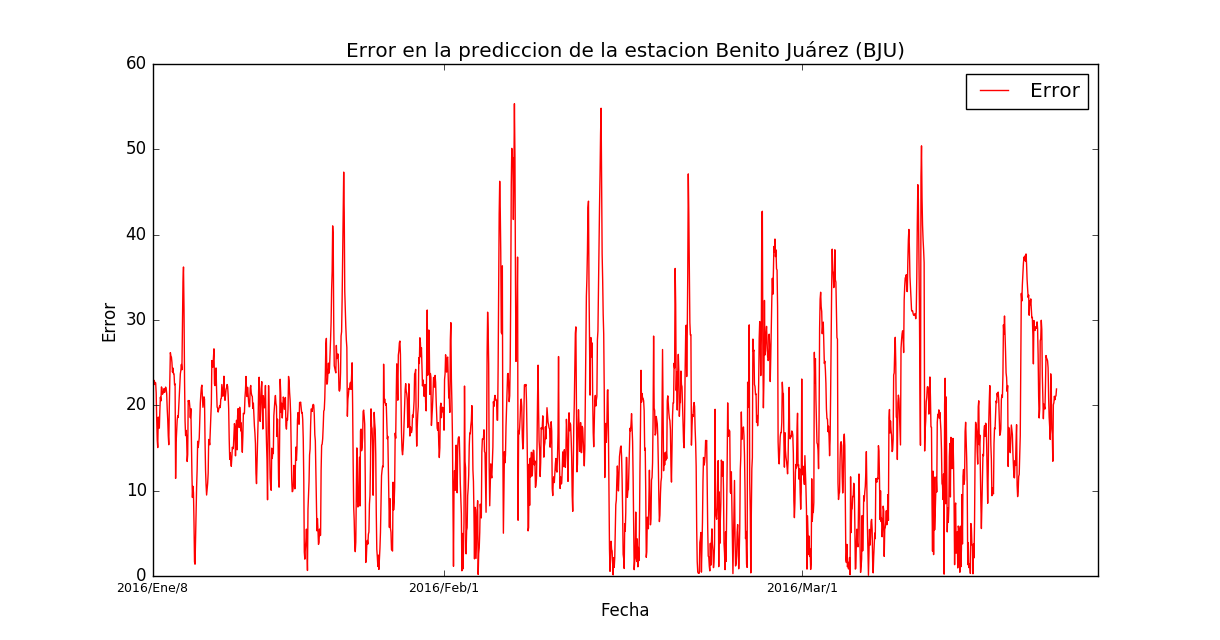 Error en la prediccion de la estacion Benito Juárez (BJU)
Error
60
50
40
30
20
10
0
Error
2016/Ene/8
2016/Feb/1
2016/Mar/1
Fecha